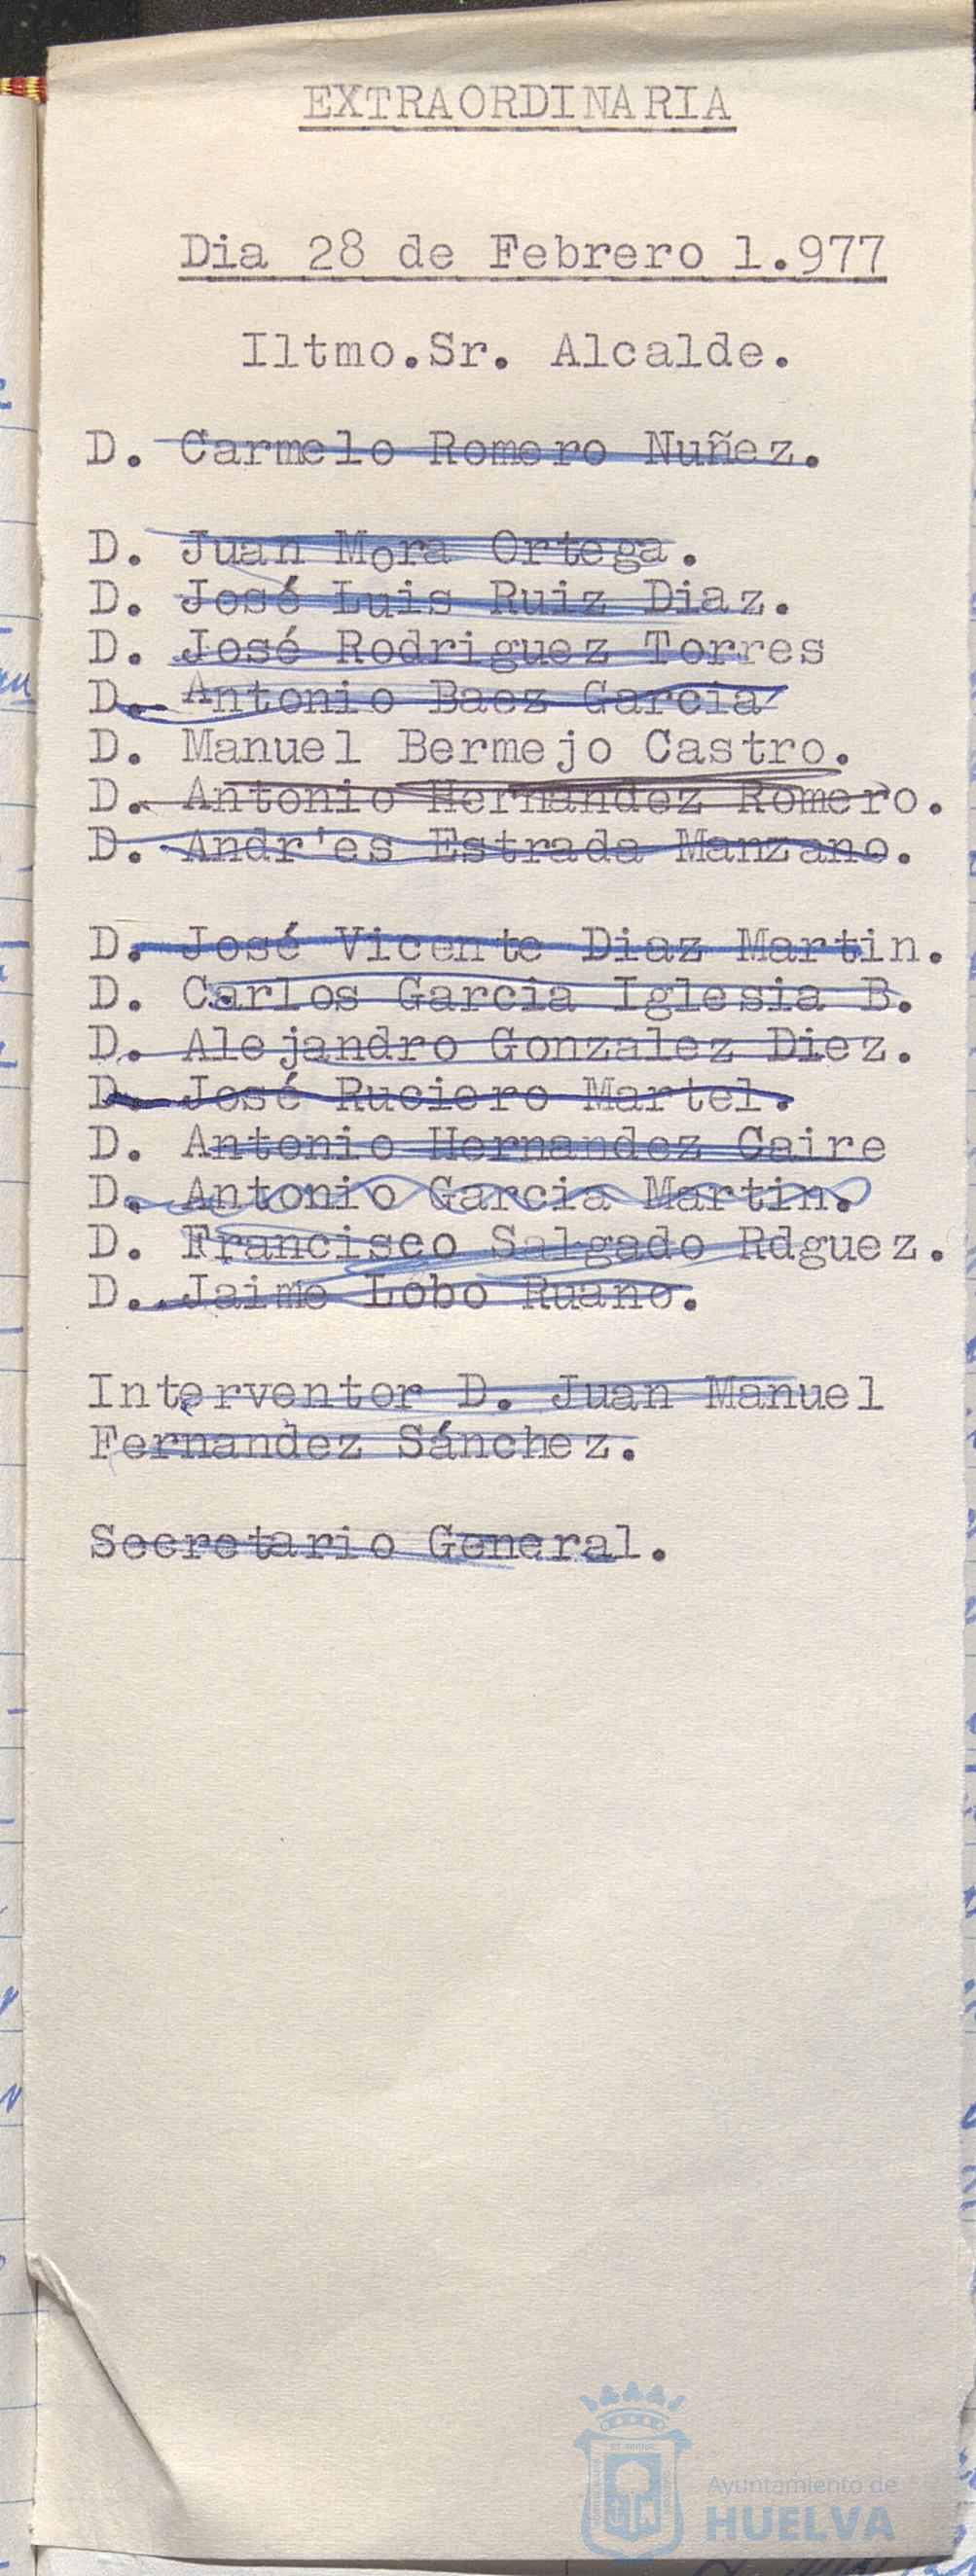 EXTRAORDINARIA
Dia 28 de Febrero 1.977
Iltmo.Sr. Alcalde.
D. Carmelo Romero Nuñez.
D. Juan Mora Ortega.
D. José Luis Ruiz Diaz.
D. José Rodriguez Torres
D. Antonio Baez Garcia
D. Manuel Bermejo Castro.
D. Antonio Hernandez Romero.
D. Andr'es Estrada Manzano.
D. José Vicente Diaz Martin.
D. Carlos Garcia Iglesia B.
D. Alejandro Gonzalez Diez.
D. José Ruciero Martel.
D. Antonio Hernandez Caire
D. Antonio Garcia Martin.
D. Francisco Salgado Rdguez.
D. Jaime Lobo Ruano.
Interventor D. Juan Manuel
Fernandez Sánchez.
Secretario General.
Ayuntamiento de
HUELVA